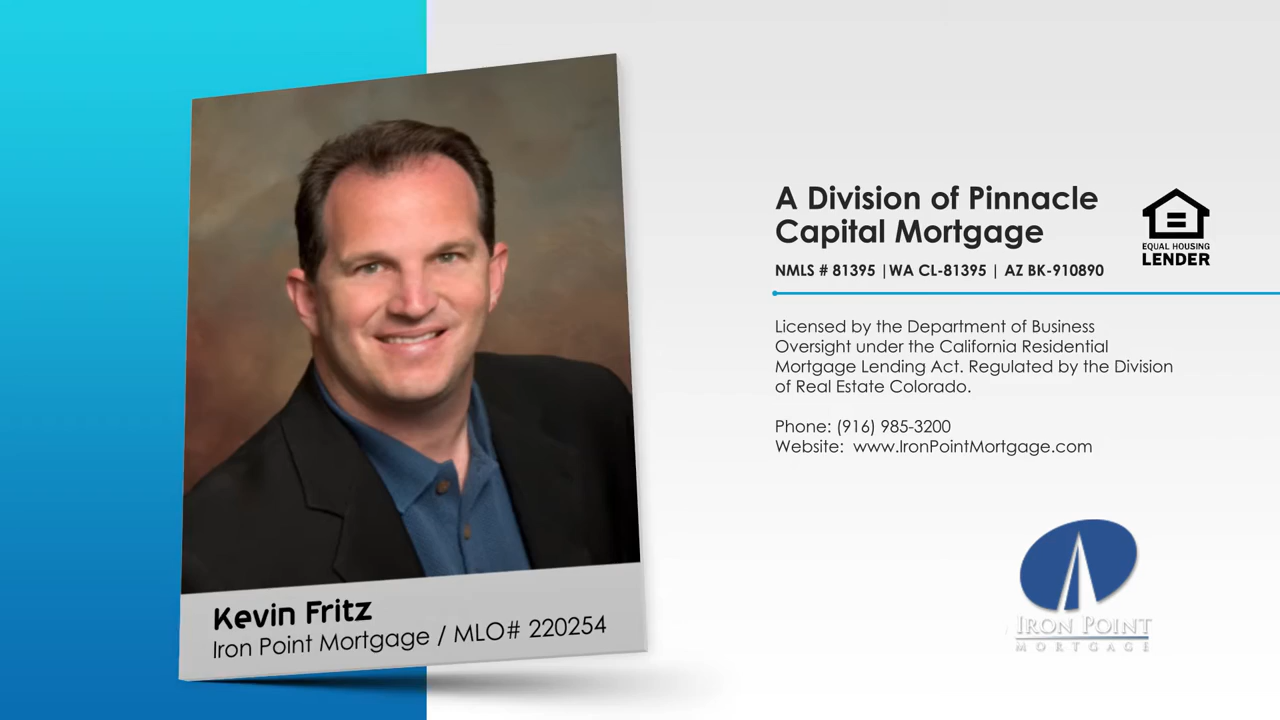 Kevin Fritz
Iron Point Mortgage / MLO# 220254
A Division of Pinnacle
Capital Mortgage
NMLS # 81395 |WA CL-81395 | AZ BK-910890
EQUAL HOUSING
LENDER
Licensed by the Department of Business
Oversight under the California Residential
Mortgage Lending Act. Regulated by the Division
of Real Estate Colorado.
Phone: (916) 985-3200
Website:  www.IronPointMortgage.com
IRON POINT
MORTGAGE